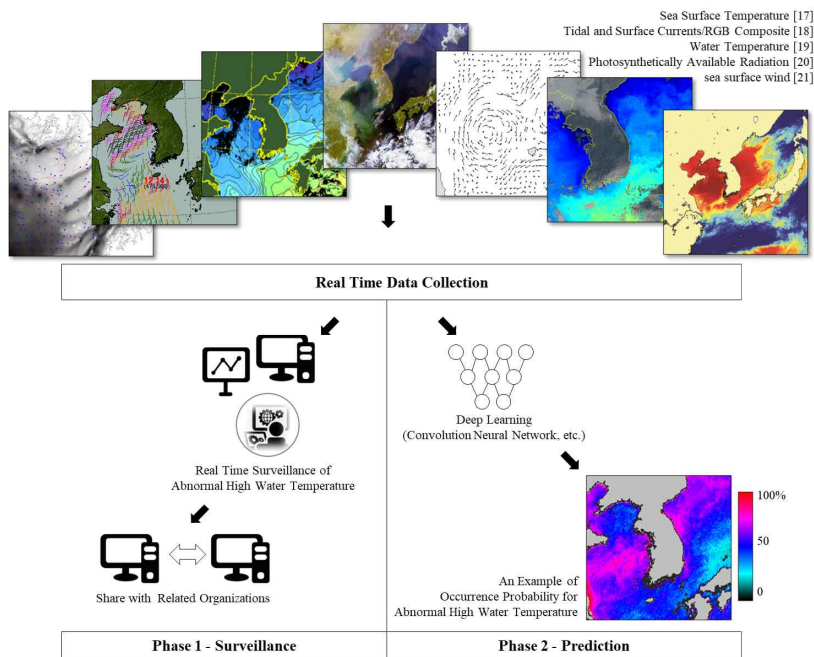 Sea Surface Temperature [17]
Tidal and Surface Currents/RGB Composite [18]
Water Temperature [19]
Photosynthetically Available Radiation [20]
sea surface wind [21]
Real Time Data Collection
Real Time Surveillance of
Abnormal High Water Temperature
Share with Related Organizations
Deep Learning
(Convolution Neural Network, etc.)
100%
50
0
An Example of
Occurrence Probability for
Abnormal High Water Temperature
Phase 1 - Surveillance
Phase 2 - Prediction